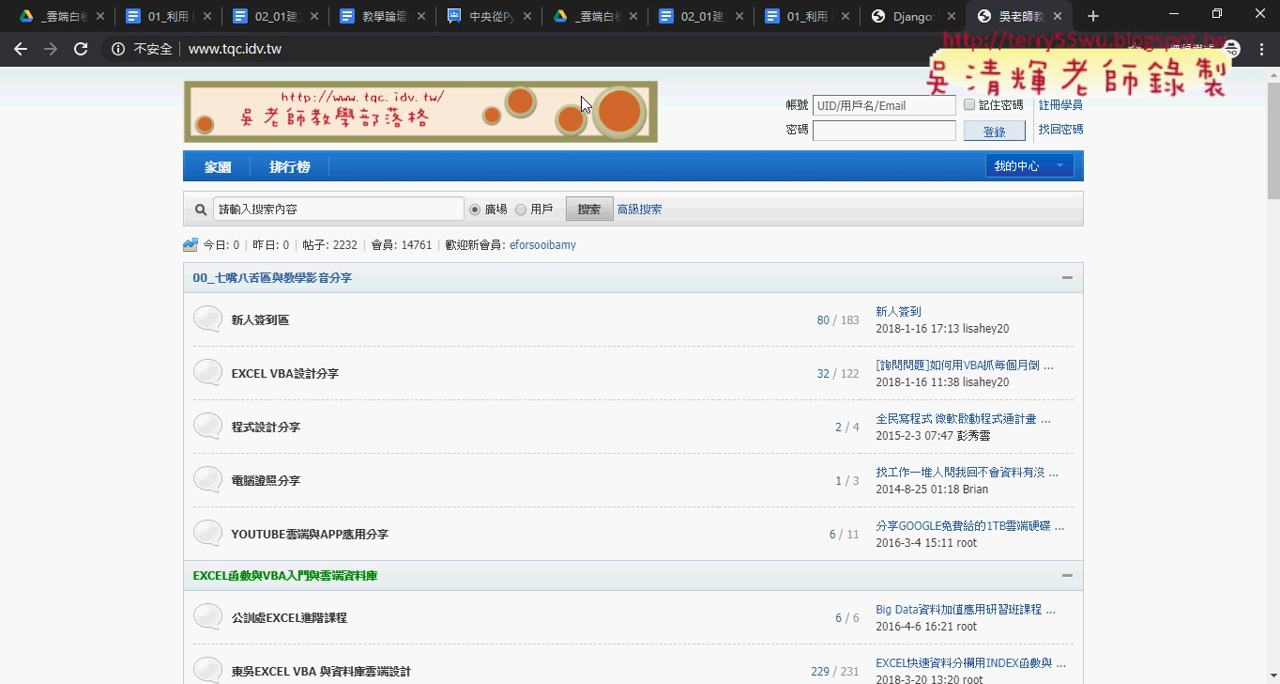 _雲端白板
01_利用
02_01建立
教學論壇
中央從Py
_雲端白
02_01建
01_利用
Django:
吳老師教
不安全 www.tqc.idv.tw
http://terry55wu.blogspot.tw
吳清輝老師錄製
http://www.tqc.idv.tw/
吳老師教學部落格
帳號 UID/用戶名/Email 記住密碼 註冊學員
密碼 登錄 找回密碼
家園 排行榜 我的中心
請輸入搜索內容 廣場 用戶 搜索 高級搜索
今日: 0 | 昨日: 0 | 帖子: 2232 | 會員: 14761 | 歡迎新會員: eforsooibamy
00_七嘴八舌區與教學影音分享
新人簽到區 80 / 183 新人簽到
2018-1-16 17:13 lisahey20
EXCEL VBA設計分享 32 / 122 [詢問問題]如何用VBA抓每個月倒 ...
2018-1-16 11:38 lisahey20
程式設計分享 2 / 4 全民寫程式 微軟啟動程式通計畫 ...
2015-2-3 07:47 彭秀雲
電腦證照分享 1 / 3 找工作一堆人問我回不會資料有沒 ...
2014-8-25 01:18 Brian
YOUTUBE雲端與APP應用分享 6 / 11 分享GOOGLE免費給的1TB雲端硬碟 ...
2016-3-4 15:11 root
EXCEL函數與VBA入門與雲端資料庫
公訓處EXCEL進階課程 6 / 6 Big Data資料加值應用研習班課程 ...
2016-4-6 16:21 root
東吳EXCEL VBA 與資料庫雲端設計 229 / 231 EXCEL快速資料分欄用INDEX函數與 ...
2018-3-20 13:20 root